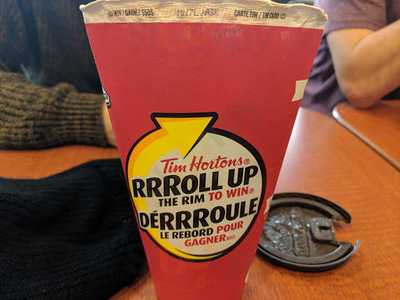 Tim Hortons®
RRROLL UP
THE RIM TO WIN®
DÉRRROULE
LE REBORD POUR
GAGNER